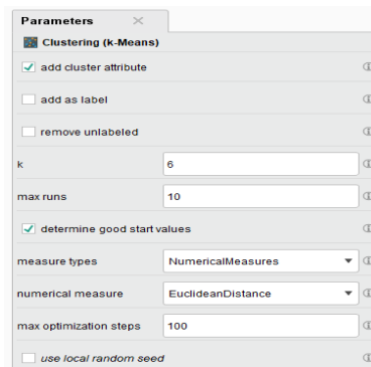 Parameters
Clustering (k-Means)
add cluster attribute
add as label
remove unlabeled
k 6
max runs 10
determine good start values
measure types NumericalMeasures
numerical measure EuclideanDistance
max optimization steps 100
use local random seed